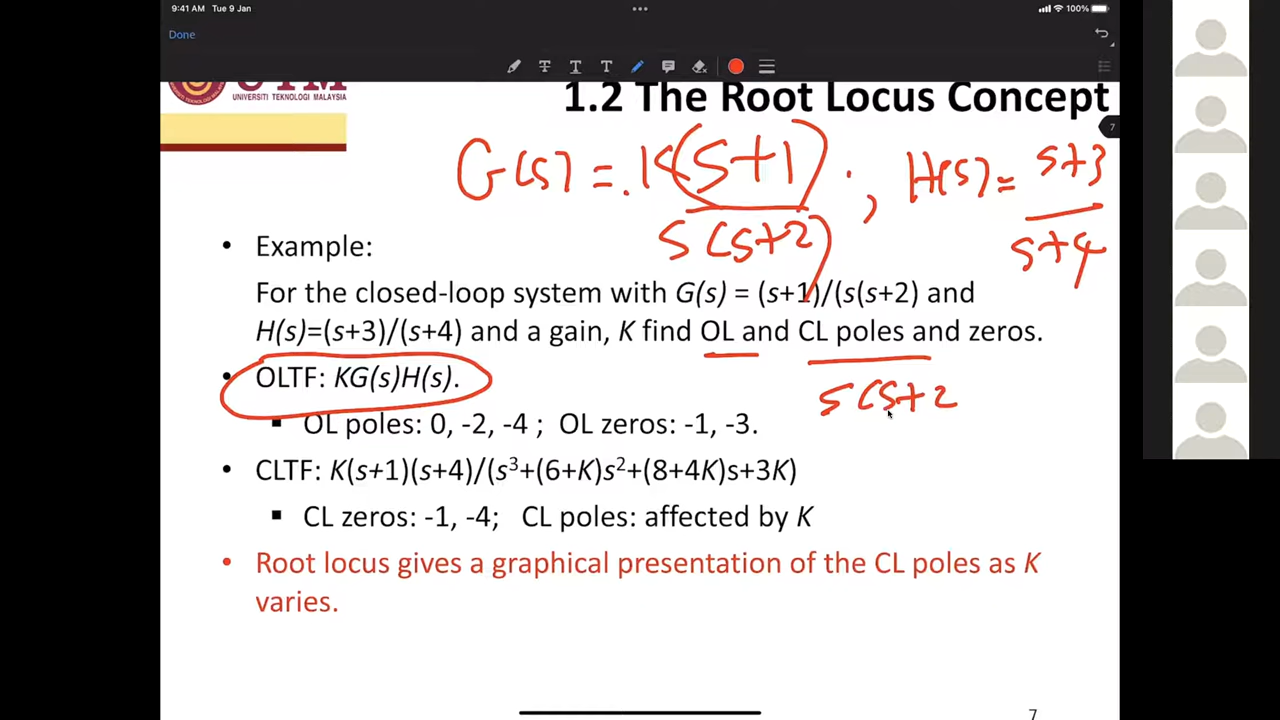 9:41 AM Tue 9 Jan
100%
Done
UTM
UNIVERSITI TEKNOLOGI MALAYSIA
1.2 The Root Locus Concept
7
G(s) = .K(s+1) . , H(s) = s+3
s(s+2)
s+4
• Example:
For the closed-loop system with G(s) = (s+1)/(s(s+2) and
H(s)=(s+3)/(s+4) and a gain, K find OL and CL poles and zeros.
• OLTF: KG(s)H(s).
s(s+2
▪ OL poles: 0, -2, -4 ; OL zeros: -1, -3.
• CLTF: K(s+1)(s+4)/(s³+(6+K)s²+(8+4K)s+3K)
▪ CL zeros: -1, -4; CL poles: affected by K
• Root locus gives a graphical presentation of the CL poles as K
varies.
7